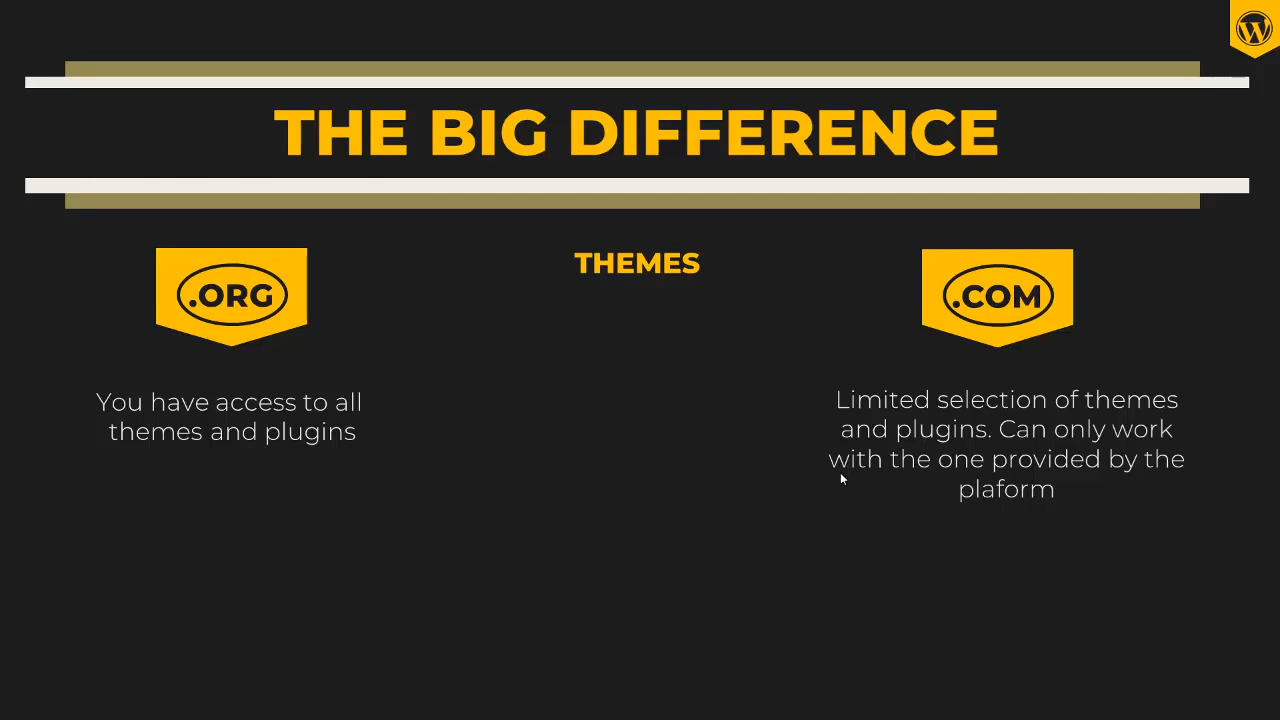 THE BIG DIFFERENCE
.ORG
THEMES
.COM
You have access to all
themes and plugins
Limited selection of themes
and plugins. Can only work
with the one provided by the
plaform